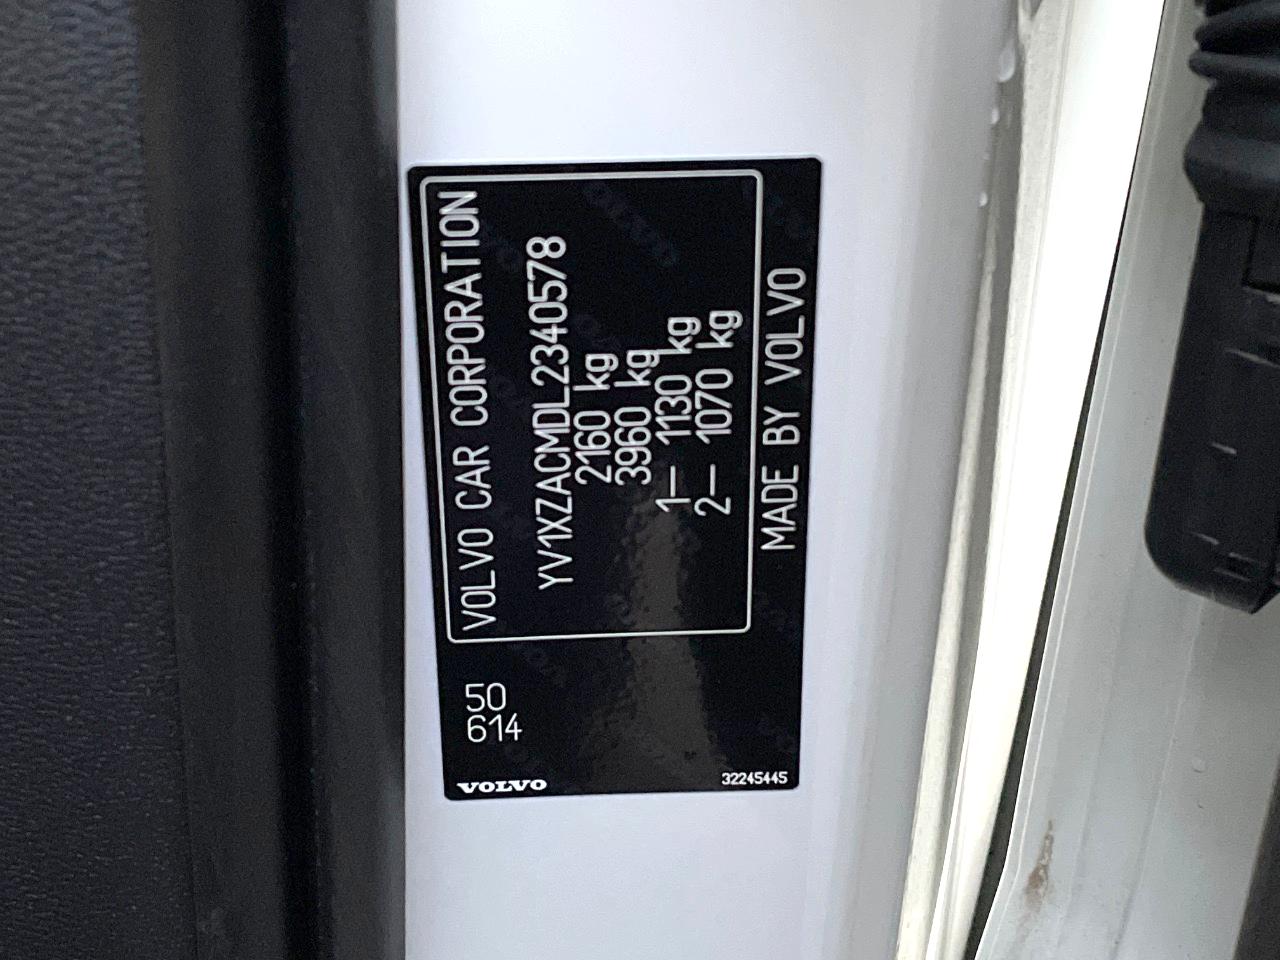 VOLVO CAR CORPORATION
YV1XZACMDL2340578
2160 kg
3960 kg
1— 1130 kg
2— 1070 kg
MADE BY VOLVO
50
614
VOLVO
32245445